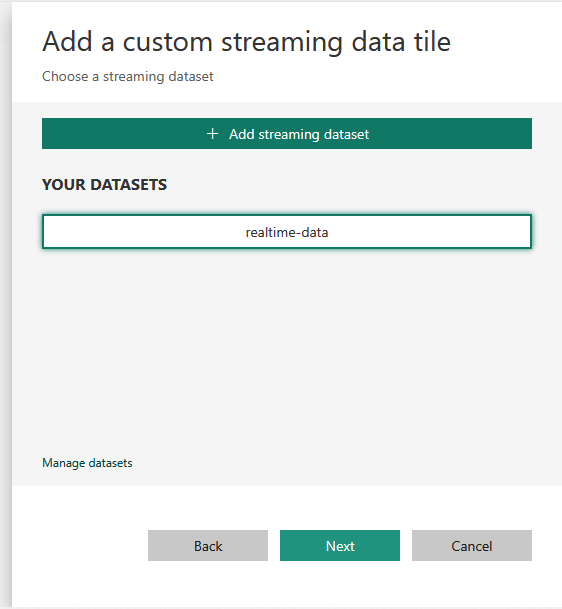 Add a custom streaming data tile
Choose a streaming dataset
+ Add streaming dataset
YOUR DATASETS
realtime-data
Manage datasets
Back Next Cancel